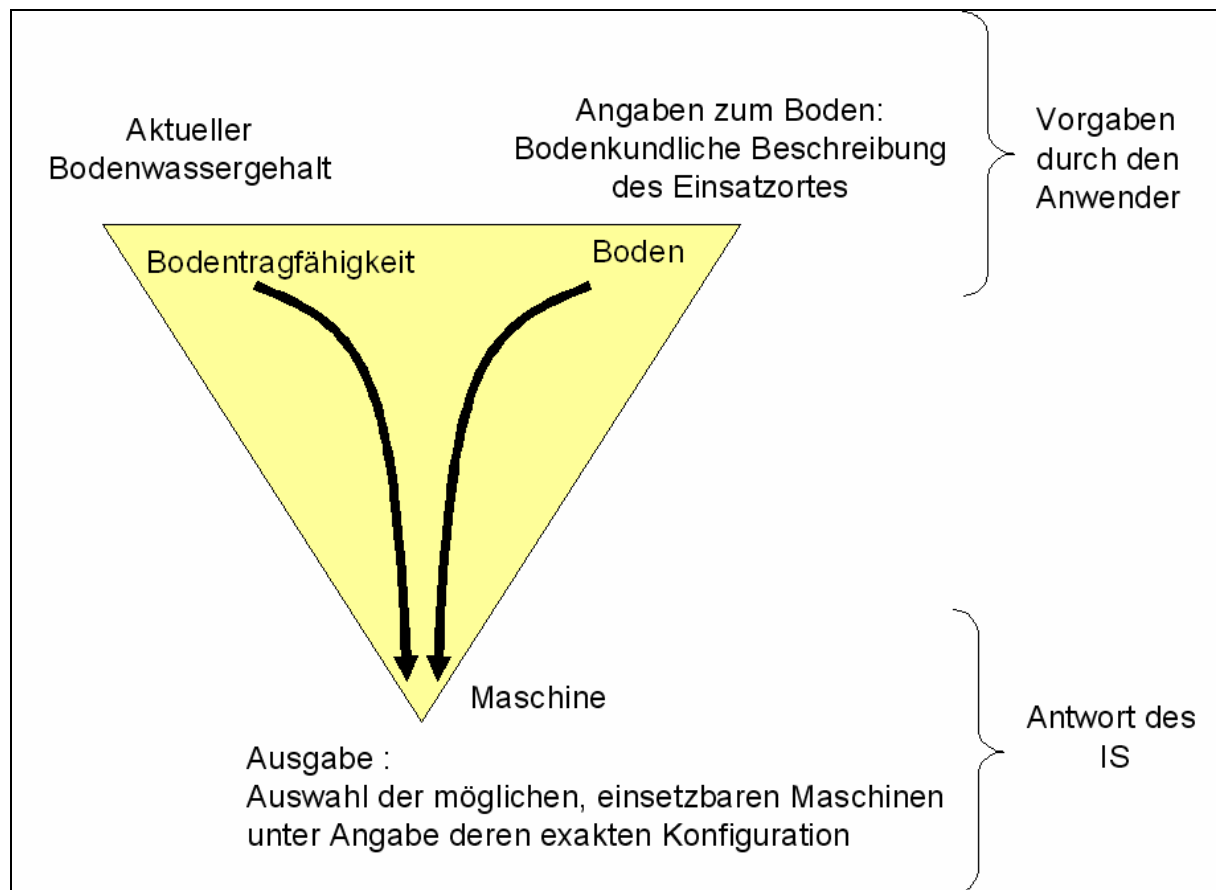 Aktueller
Bodenwassergehalt
Angaben zum Boden:
Bodenkundliche Beschreibung
des Einsatzortes
Vorgaben
durch den
Anwender
Bodentragfähigkeit
Boden
Maschine
Ausgabe :
Auswahl der möglichen, einsetzbaren Maschinen
unter Angabe deren exakten Konfiguration
Antwort des
IS